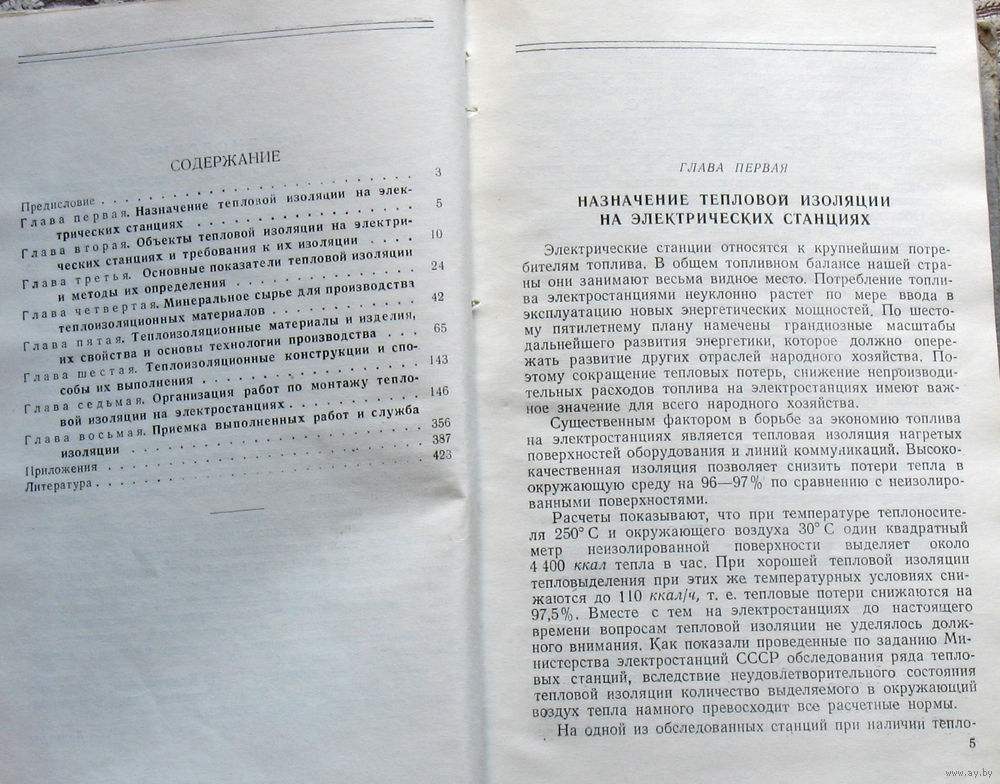 СОДЕРЖАНИЕ
Предисловие . . . . . . . . . . . . . . . . 3
Глава первая. Назначение тепловой изоляции на элек-
трических станциях . . . . . . . . . . . . 5
Глава вторая. Объекты тепловой изоляции на электри-
ческих станциях и требования к их изоляции . . . . 10
Глава третья. Основные показатели тепловой изоляции
и методы их определения . . . . . . . . . . 24
Глава четвертая. Минеральное сырье для производства
теплоизоляционных материалов . . . . . . . . 42
Глава пятая. Теплоизоляционные материалы и изделия,
их свойства и основы технологии производства . . . 65
Глава шестая. Теплоизоляционные конструкции и спо-
собы их выполнения . . . . . . . . . . . . 143
Глава седьмая. Организация работ по монтажу тепло-
вой изоляции на электростанциях . . . . . . . . 146
Глава восьмая. Приемка выполненных работ и служба
изоляции . . . . . . . . . . . . . . . . 356
Приложения . . . . . . . . . . . . . . . . 387
Литература . . . . . . . . . . . . . . . . 423
ГЛАВА ПЕРВАЯ
НАЗНАЧЕНИЕ ТЕПЛОВОЙ ИЗОЛЯЦИИ
НА ЭЛЕКТРИЧЕСКИХ СТАНЦИЯХ
Электрические станции относятся к крупнейшим потре-
бителям топлива. В общем топливном балансе нашей стра-
ны они занимают весьма видное место. Потребление топли-
ва электростанциями неуклонно растет по мере ввода в
эксплуатацию новых энергетических мощностей. По шесто-
му пятилетнему плану намечены грандиозные масштабы
дальнейшего развития энергетики, которое должно опере-
жать развитие других отраслей народного хозяйства. По-
этому сокращение тепловых потерь, снижение непроизводи-
тельных расходов топлива на электростанциях имеют важ-
ное значение для всего народного хозяйства.
Существенным фактором в борьбе за экономию топлива
на электростанциях является тепловая изоляция нагретых
поверхностей оборудования и линий коммуникаций. Высоко-
качественная изоляция позволяет снизить потери тепла в
окружающую среду на 96—97% по сравнению с неизолиро-
ванными поверхностями.
Расчеты показывают, что при температуре теплоносите-
ля 250° С и окружающего воздуха 30° С один квадратный
метр неизолированной поверхности выделяет около
4 400 ккал тепла в час. При хорошей тепловой изоляции
тепловыделения при этих же температурных условиях сни-
жаются до 110 ккал/ч, т. е. тепловые потери снижаются на
97,5%. Вместе с тем на электростанциях до настоящего
времени вопросам тепловой изоляции не уделялось долж-
ного внимания. Как показали проведенные по заданию Ми-
нистерства электростанций СССР обследования ряда тепло-
вых станций, вследствие неудовлетворительного состояния
тепловой изоляции количество выделяемого в окружающий
воздух тепла намного превосходит все расчетные нормы.
На одной из обследованных станций при наличии тепло-
5
www.ay.by